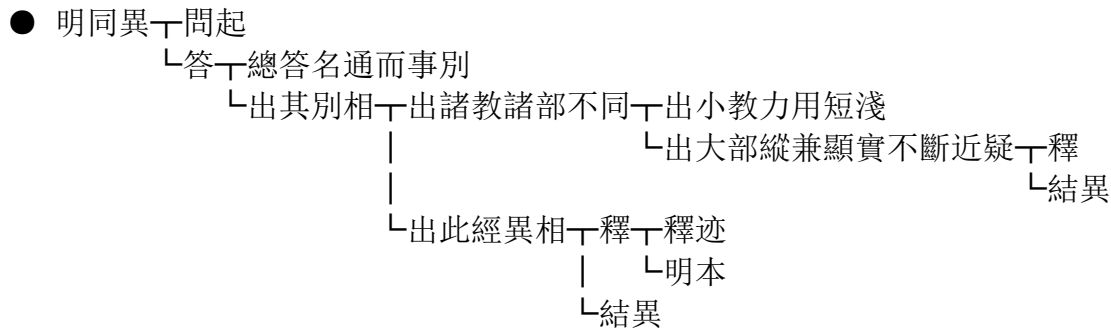 ● 明同異┬問起
└答┬總答名通而事別
└出其別相┬出諸教諸部不同┬出小教力用短淺
│ └出大部縱兼顯實不斷近疑┬釋
│ └結異
└出此經異相┬釋┬釋迹
│ └明本
└結異